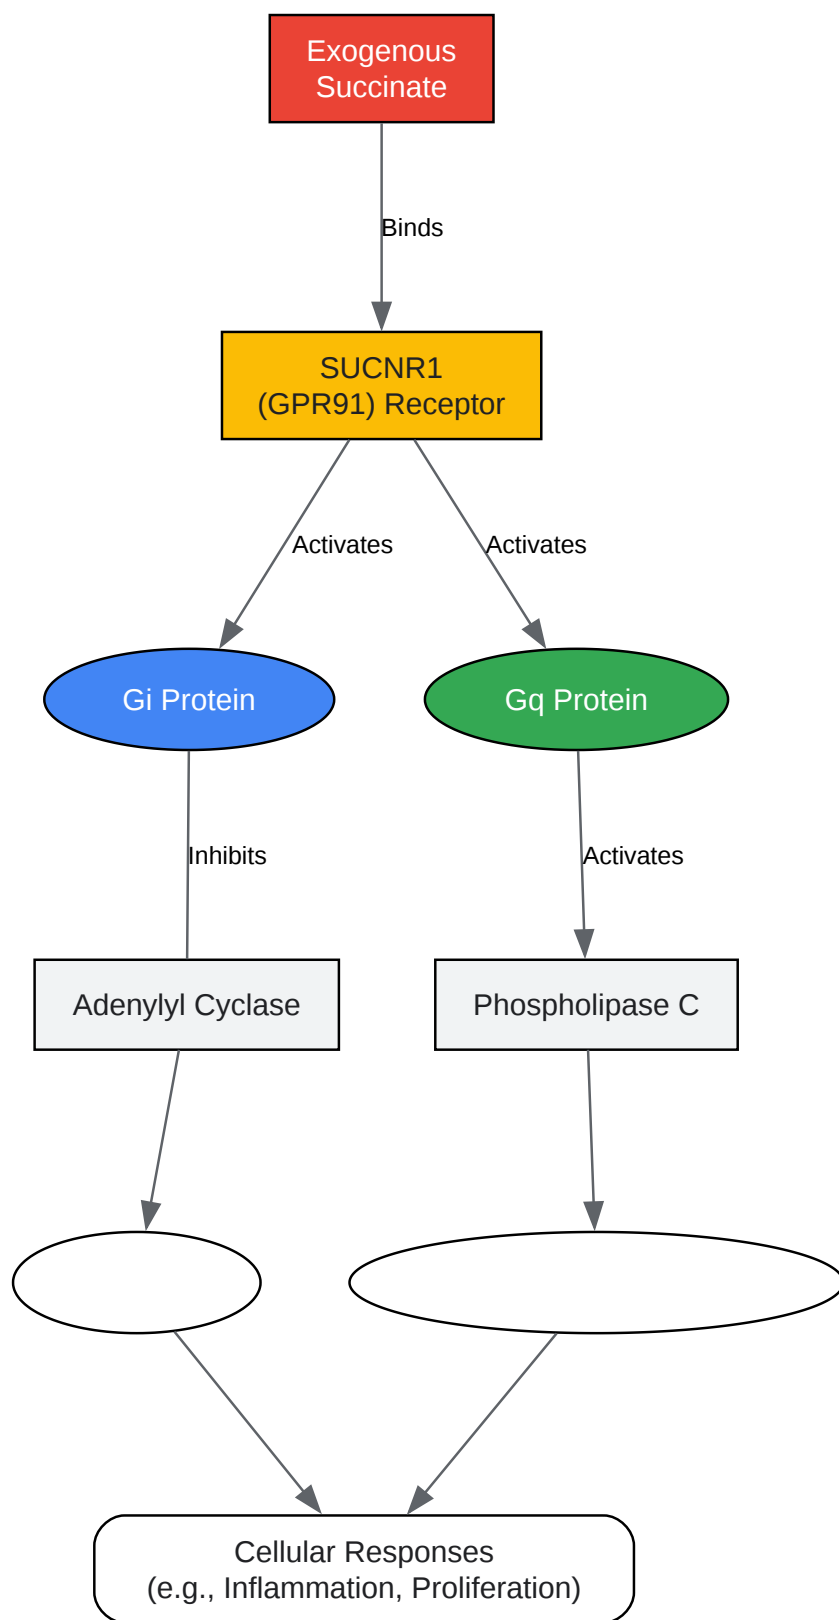 Exogenous
Succinate
Binds
SUCNR1
(GPR91) Receptor
Activates
Activates
Gi Protein
Gq Protein
Inhibits
Activates
Adenylyl Cyclase
Phospholipase C
Cellular Responses
(e.g., Inflammation, Proliferation)